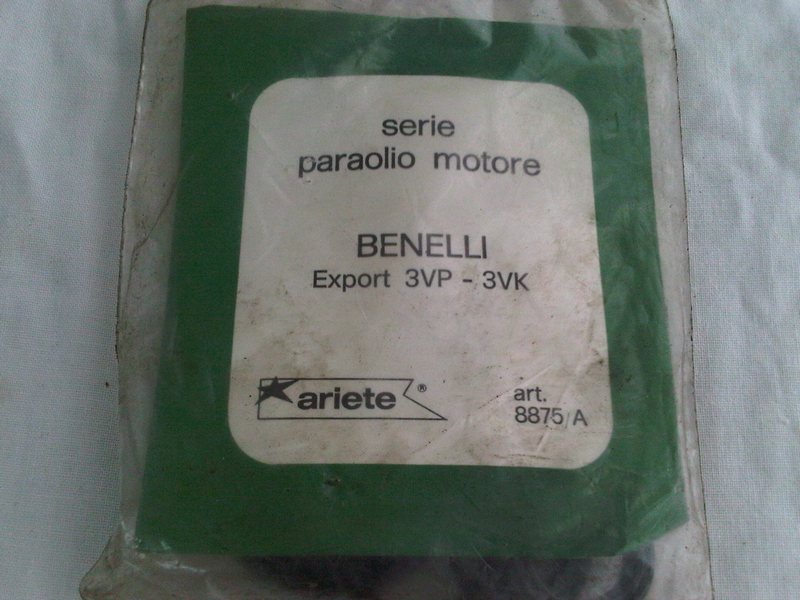 serie
paraolio motore
BENELLI
Export 3VP - 3VK
ariete ®
art.
8875/A